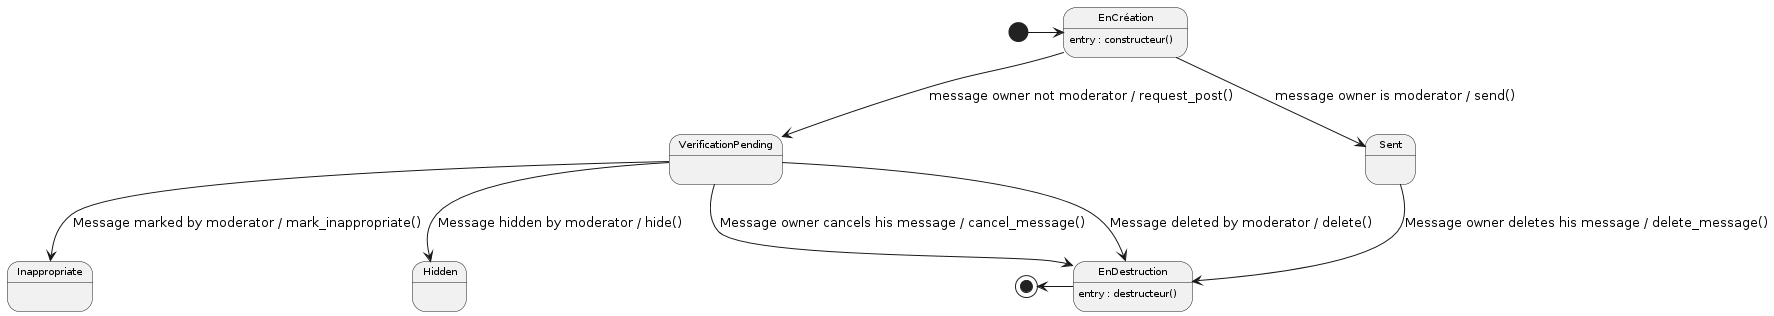 EnCréation
entry : constructeur()
message owner not moderator / request_post()
message owner is moderator / send()
VerificationPending
Sent
Message marked by moderator / mark_inappropriate()
Message hidden by moderator / hide()
Message owner cancels his message / cancel_message()
Message deleted by moderator / delete()
Message owner deletes his message / delete_message()
Inappropriate
Hidden
EnDestruction
entry : destructeur()